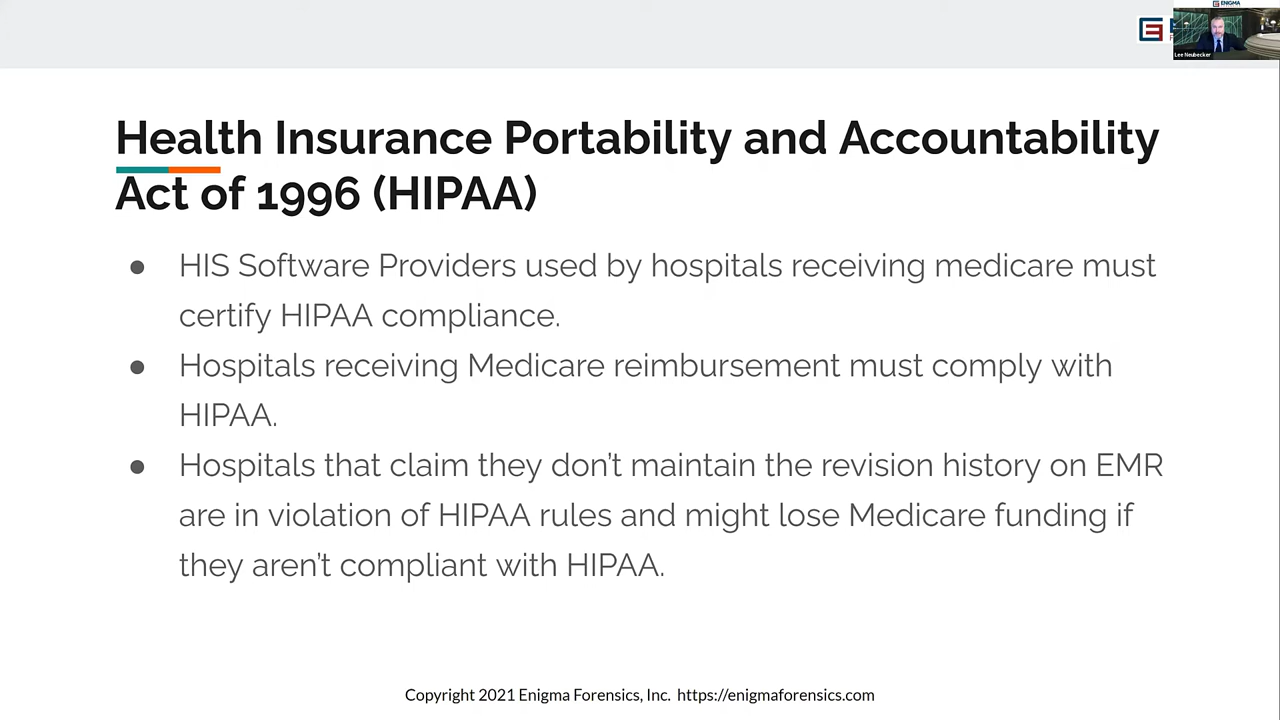 ENIGMA
Lee Neubecker
Health Insurance Portability and Accountability
Act of 1996 (HIPAA)
● HIS Software Providers used by hospitals receiving medicare must
certify HIPAA compliance.
● Hospitals receiving Medicare reimbursement must comply with
HIPAA.
● Hospitals that claim they don't maintain the revision history on EMR
are in violation of HIPAA rules and might lose Medicare funding if
they aren't compliant with HIPAA.
Copyright 2021 Enigma Forensics, Inc. https://enigmaforensics.com